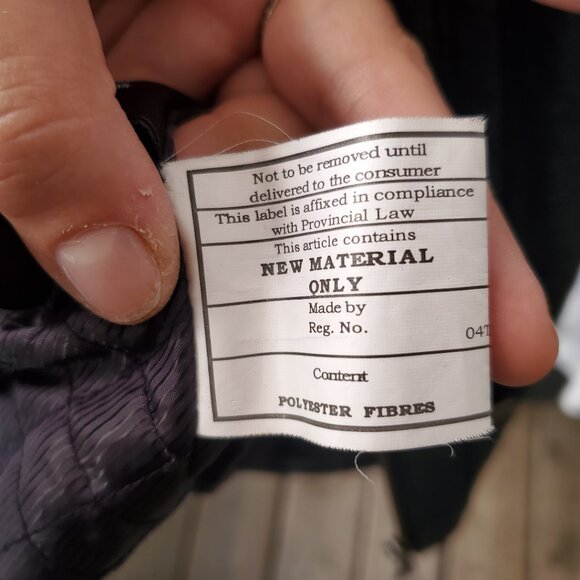 Not to be removed until
delivered to the consumer
This label is affixed in compliance
with Provincial Law
This article contains
NEW MATERIAL
ONLY
Made by
Reg. No. 04T
Content
POLYESTER FIBRES